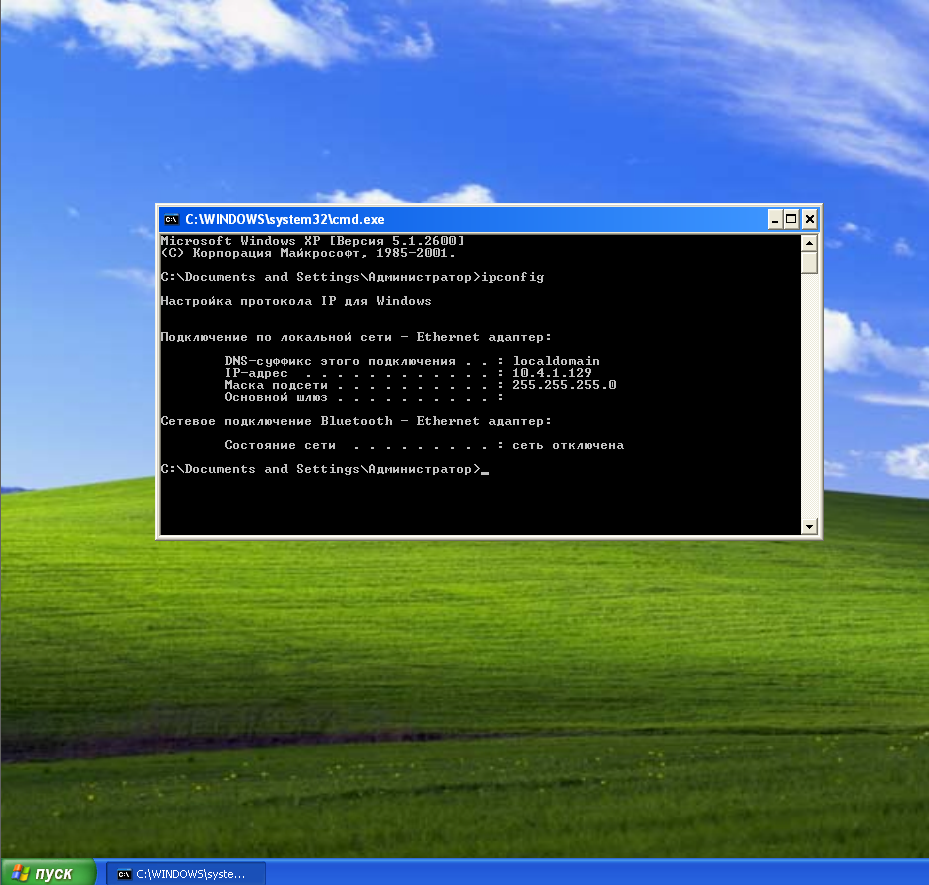 C:\WINDOWS\system32\cmd.exe
Microsoft Windows XP [Версия 5.1.2600]
(C) Корпорация Майкрософт, 1985-2001.
C:\Documents and Settings\Администратор>ipconfig
Настройка протокола IP для Windows
Подключение по локальной сети - Ethernet адаптер:
DNS-суффикс этого подключения . . : localdomain
IP-адрес  . . . . . . . . . . . . : 10.4.1.129
Маска подсети . . . . . . . . . . : 255.255.255.0
Основной шлюз . . . . . . . . . . :
Сетевое подключение Bluetooth - Ethernet адаптер:
Состояние сети  . . . . . . . . . : сеть отключена
C:\Documents and Settings\Администратор>_
пуск
C:\WINDOWS\syste...